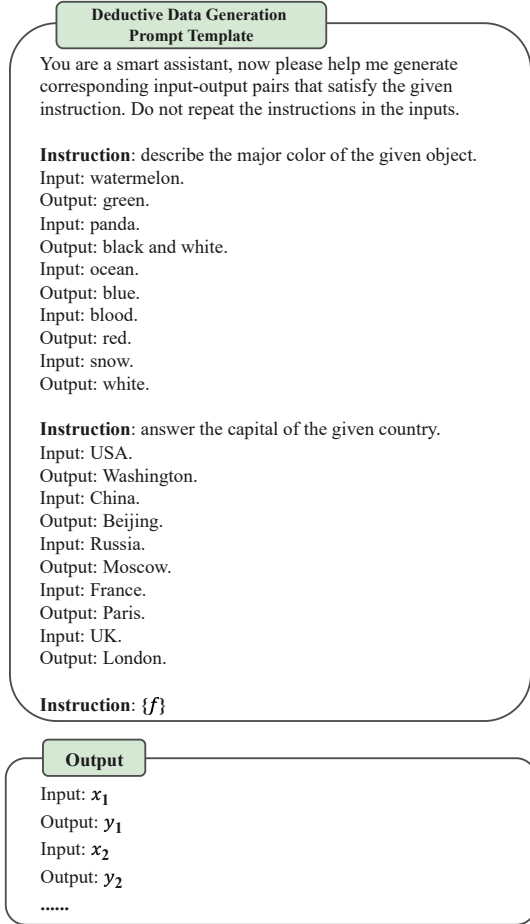 Deductive Data Generation
Prompt Template
You are a smart assistant, now please help me generate
corresponding input-output pairs that satisfy the given
instruction. Do not repeat the instructions in the inputs.
Instruction: describe the major color of the given object.
Input: watermelon.
Output: green.
Input: panda.
Output: black and white.
Input: ocean.
Output: blue.
Input: blood.
Output: red.
Input: snow.
Output: white.
Instruction: answer the capital of the given country.
Input: USA.
Output: Washington.
Input: China.
Output: Beijing.
Input: Russia.
Output: Moscow.
Input: France.
Output: Paris.
Input: UK.
Output: London.
Instruction: {f}
Output
Input: x₁
Output: y₁
Input: x₂
Output: y₂
......